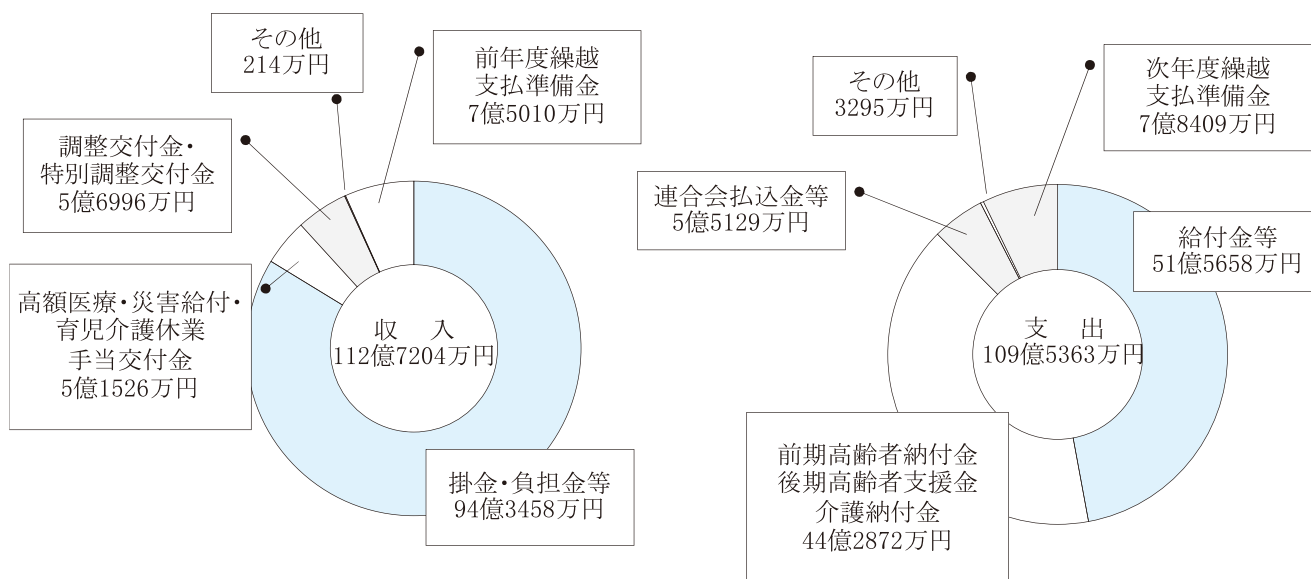 その他
214万円
前年度繰越
支払準備金
7億5010万円
調整交付金・
特別調整交付金
5億6996万円
高額医療・災害給付・
育児介護休業
手当交付金
5億1526万円
収　入
112億7204万円
掛金・負担金等
94億3458万円
その他
3295万円
次年度繰越
支払準備金
7億8409万円
連合会払込金等
5億5129万円
給付金等
51億5658万円
支　出
109億5363万円
前期高齢者納付金
後期高齢者支援金
介護納付金
44億2872万円